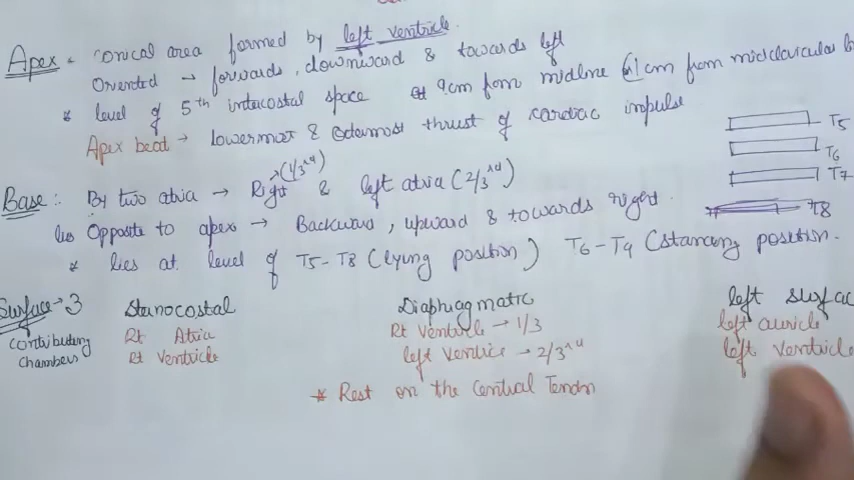 Apex - conical area formed by left ventricle.
Oriented → forwards, downward & towards left
* level of 5th intercostal space 9cm from midline 1cm from midclavicular
Apex beat → lowermost & outermost thrust of cardiac impulse
T5
T6
T7
T8
Base :- By two atria → Right (1/3rd) & left atria (2/3rd)
lies Opposite to apex → Backward, upward & towards right.
* lies at level of T5-T8 (lying position) T6-T9 (standing position.
Surface → 3 Sternocostal Diaphragmatic left surfac
contributing chambers
Rt Atria Rt ventricle → 1/3 left auricle
Rt ventricle left ventricle → 2/3rd left ventricle
* Rest on the Central Tendon